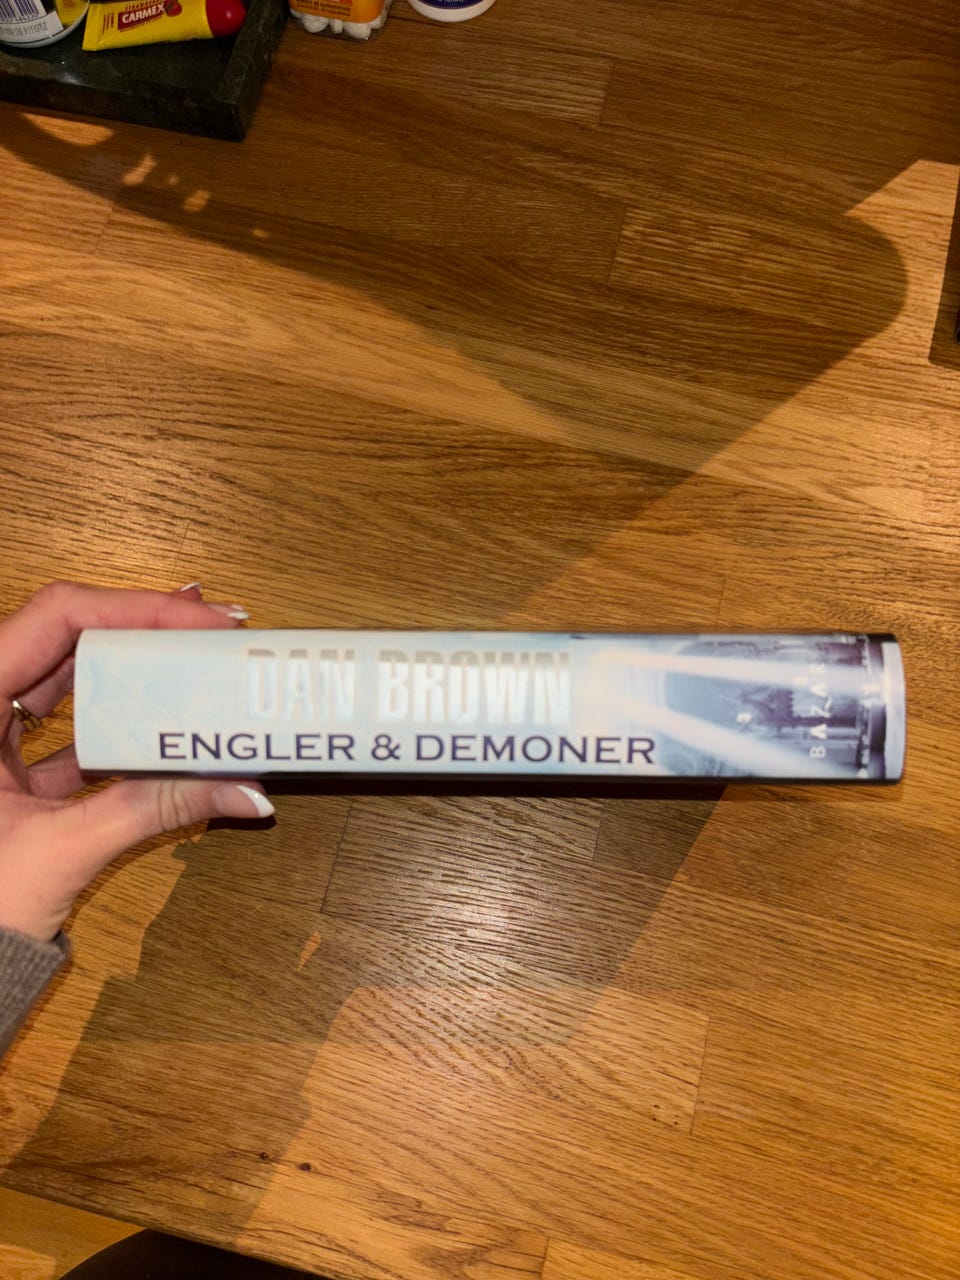 CARMEX
DAN BROWN
ENGLER & DEMONER
BAZAR